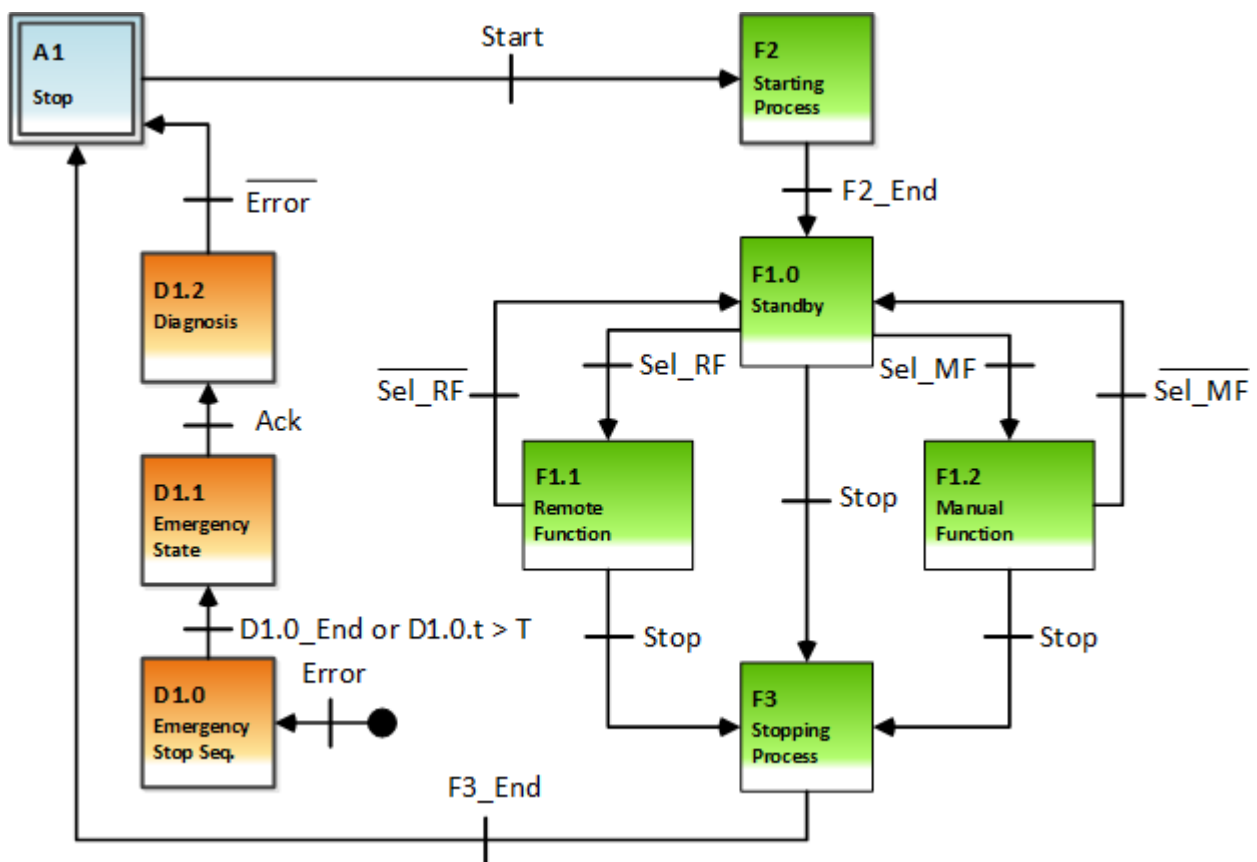 A1
Stop
Start
F2
Starting
Process
Error
F2_End
D1.2
Diagnosis
F1.0
Standby
Sel_RF
Sel_RF
Sel_MF
Sel_MF
Ack
D1.1
Emergency
State
F1.1
Remote
Function
Stop
F1.2
Manual
Function
D1.0_End or D1.0.t > T
Stop
Stop
D1.0
Emergency
Stop Seq.
Error
F3
Stopping
Process
F3_End